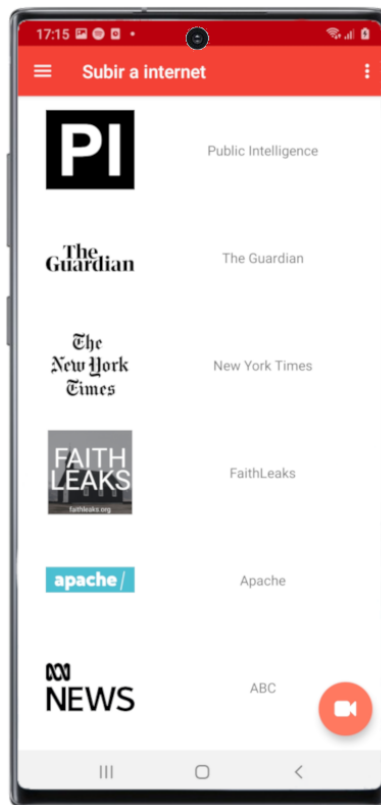 17:15
Subir a internet
PI
Public Intelligence
The
Guardian
The Guardian
The
New York
Times
New York Times
FAITH
LEAKS
faithleaks.org
FaithLeaks
apache/
Apache
NEWS
ABC